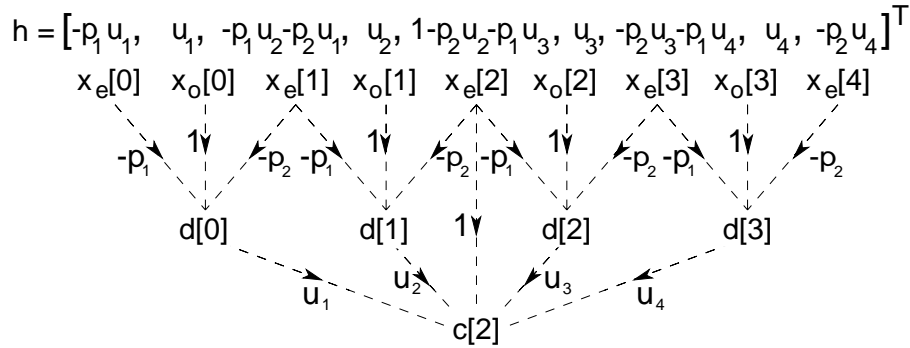 h = [-p₁u₁, u₁, -p₁u₂-p₂u₁, u₂, 1-p₂u₂-p₁u₃, u₃, -p₂u₃-p₁u₄, u₄, -p₂u₄]ᵀ
xₑ[0] xₒ[0] xₑ[1] xₒ[1] xₑ[2] xₒ[2] xₑ[3] xₒ[3] xₑ[4]
-p₁ 1 -p₂ -p₁ 1 -p₂ -p₁ 1 -p₂ -p₁ 1 -p₂
d[0] d[1] 1 d[2] d[3]
u₁ u₂ u₃ u₄
c[2]